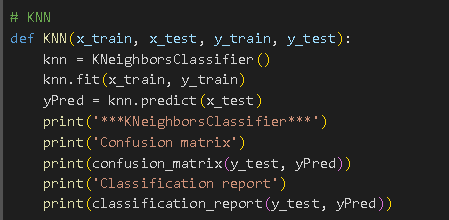 # KNN
def KNN(x_train, x_test, y_train, y_test):
    knn = KNeighborsClassifier()
    knn.fit(x_train, y_train)
    yPred = knn.predict(x_test)
    print('***KNeighborsClassifier***')
    print('Confusion matrix')
    print(confusion_matrix(y_test, yPred))
    print('Classification report')
    print(classification_report(y_test, yPred))